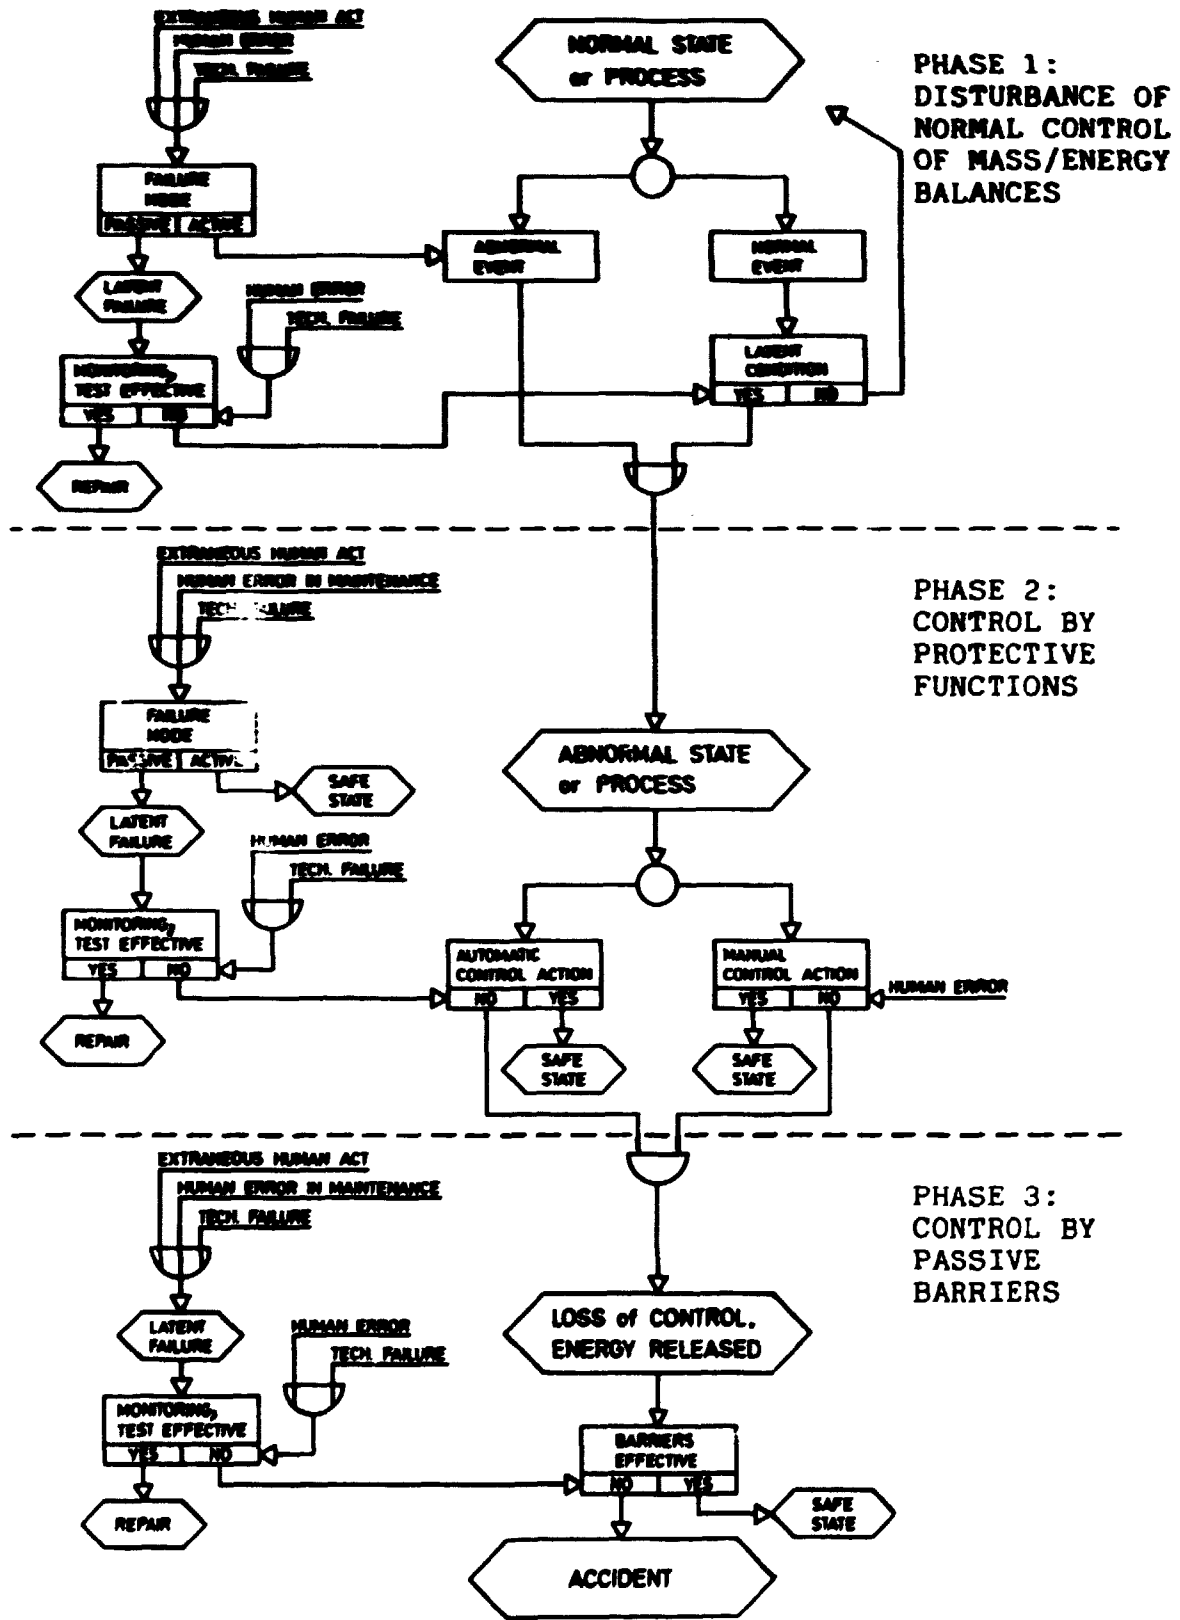 EXTRANEOUS HUMAN ACT
HUMAN ERROR
TECH. FAILURE
NORMAL STATE
or PROCESS
PHASE 1:
DISTURBANCE OF
NORMAL CONTROL
OF MASS/ENERGY
BALANCES
FAILURE
MODE
PASSIVE ACTIVE
ABNORMAL
EVENT
NORMAL
EVENT
LATENT
FAILURE
HUMAN ERROR
TECH. FAILURE
LATENT
CONDITION
YES NO
MONITORING,
TEST EFFECTIVE
YES NO
REPAIR
EXTRANEOUS HUMAN ACT
HUMAN ERROR IN MAINTENANCE
TECH. FAILURE
PHASE 2:
CONTROL BY
PROTECTIVE
FUNCTIONS
FAILURE
MODE
PASSIVE ACTIVE
SAFE
STATE
ABNORMAL STATE
or PROCESS
LATENT
FAILURE
HUMAN ERROR
TECH. FAILURE
MONITORING,
TEST EFFECTIVE
YES NO
REPAIR
AUTOMATIC
CONTROL ACTION
NO YES
MANUAL
CONTROL ACTION
YES NO
HUMAN ERROR
SAFE
STATE
SAFE
STATE
EXTRANEOUS HUMAN ACT
HUMAN ERROR IN MAINTENANCE
TECH. FAILURE
PHASE 3:
CONTROL BY
PASSIVE
BARRIERS
LATENT
FAILURE
HUMAN ERROR
TECH. FAILURE
LOSS of CONTROL.
ENERGY RELEASED
MONITORING,
TEST EFFECTIVE
YES NO
REPAIR
BARRIERS
EFFECTIVE
NO YES
SAFE
STATE
ACCIDENT